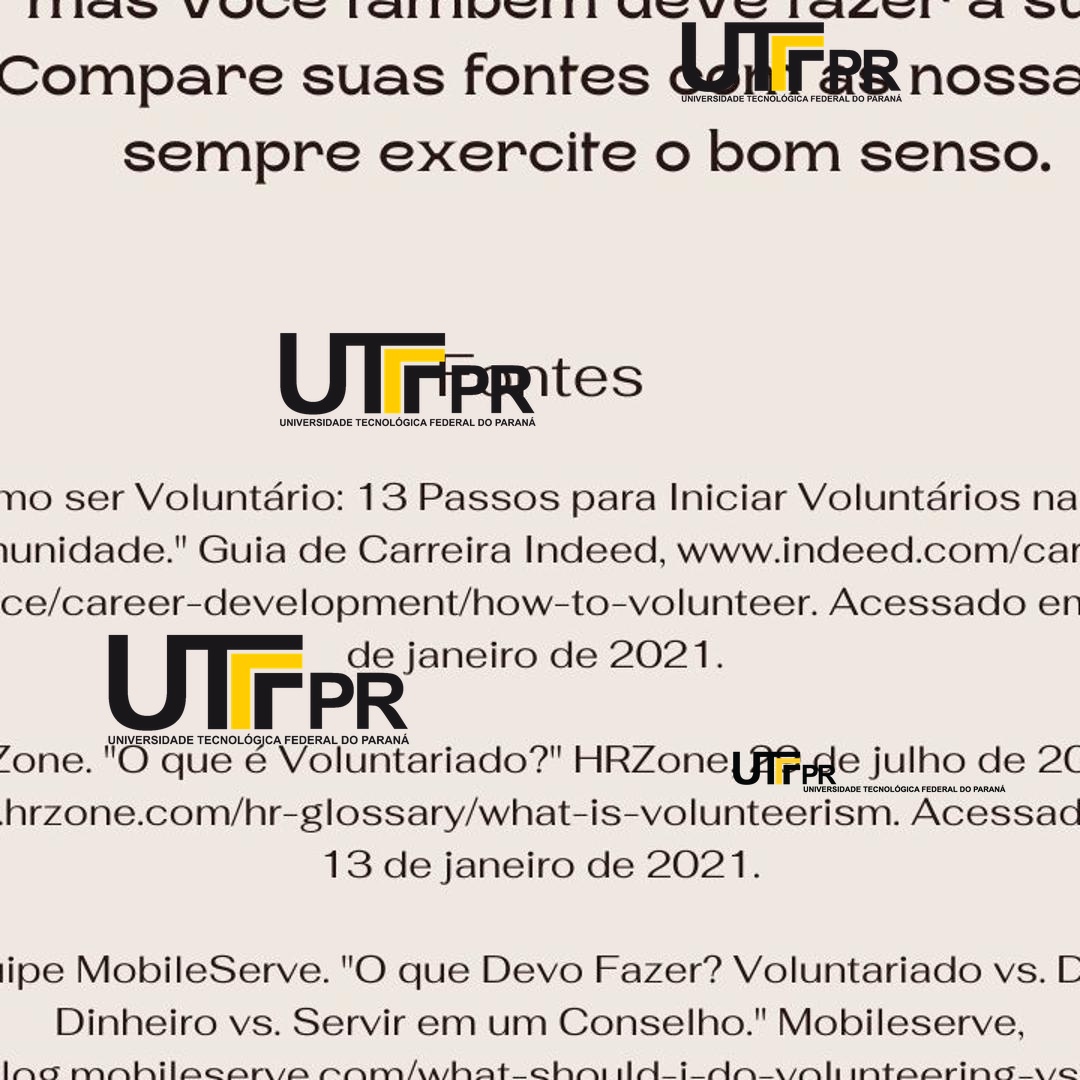 mas você também deve fazer a su
Compare suas fontes com as nossa
UTFPR
UNIVERSIDADE TECNOLÓGICA FEDERAL DO PARANÁ
sempre exercite o bom senso.
Fontes
UTFPR
UNIVERSIDADE TECNOLÓGICA FEDERAL DO PARANÁ
mo ser Voluntário: 13 Passos para Iniciar Voluntários na
unidade." Guia de Carreira Indeed, www.indeed.com/car
ce/career-development/how-to-volunteer. Acessado en
de janeiro de 2021.
UTFPR
UNIVERSIDADE TECNOLÓGICA FEDERAL DO PARANÁ
Zone. "O que é Voluntariado?" HRZone, de julho de 20
UTFPR
UNIVERSIDADE TECNOLÓGICA FEDERAL DO PARANÁ
.hrzone.com/hr-glossary/what-is-volunteerism. Acessad
13 de janeiro de 2021.
uipe MobileServe. "O que Devo Fazer? Voluntariado vs. D
Dinheiro vs. Servir em um Conselho." Mobileserve,
log.mobileserve.com/what-should-i-do-volunteering-vs